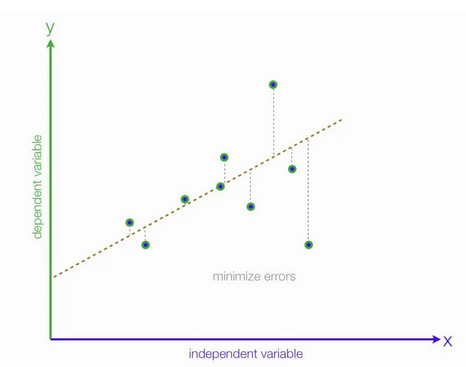 y
dependent variable
minimize errors
x
independent variable